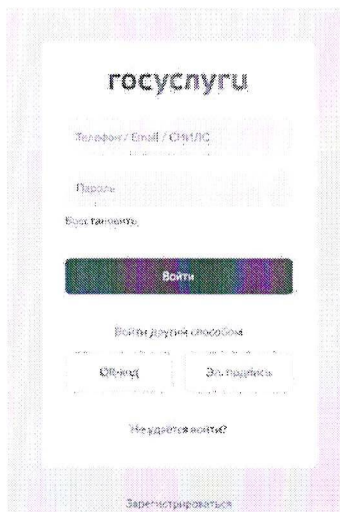 госуслуги
Телефон / Email / СНИЛС
Пароль
Восстановить
Войти
Войти другим способом
QR-код Эл. подпись
Не удаётся войти?
Зарегистрироваться